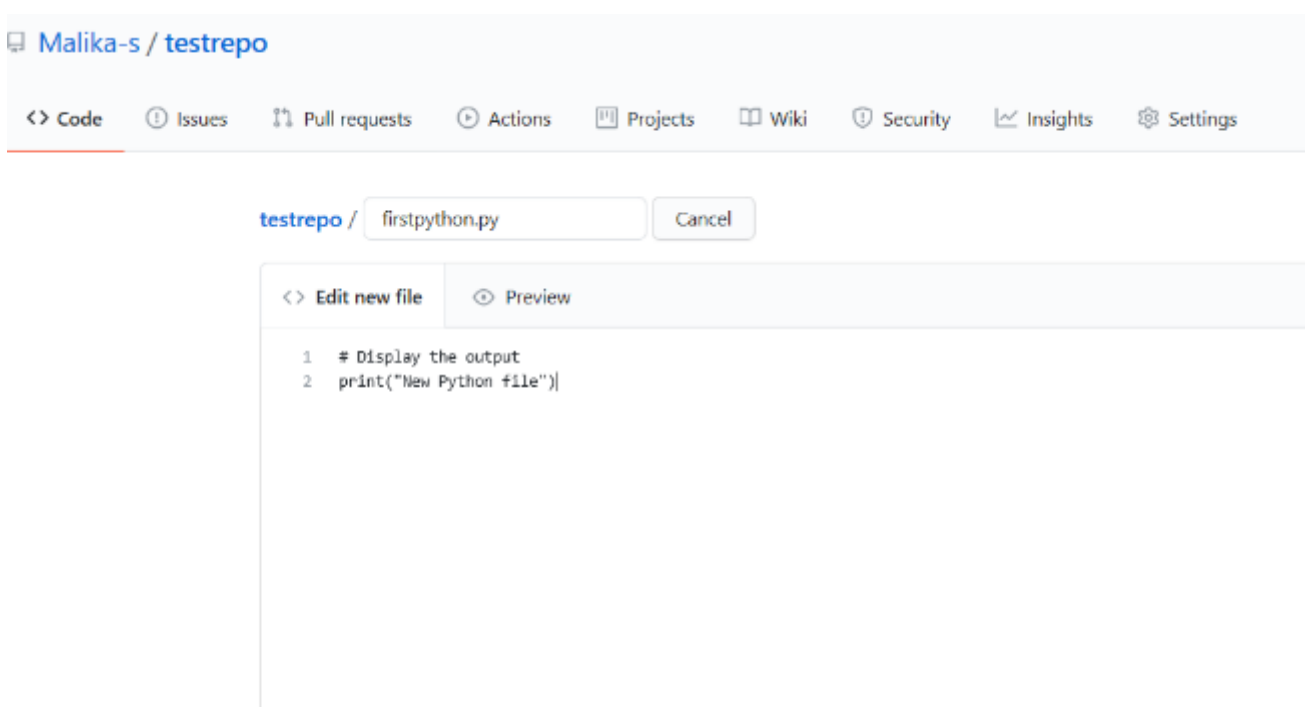 Malika-s / testrepo
<> Code Issues Pull requests Actions Projects Wiki Security Insights Settings
testrepo / firstpython.py Cancel
<> Edit new file Preview
1 # Display the output
2 print("New Python file")